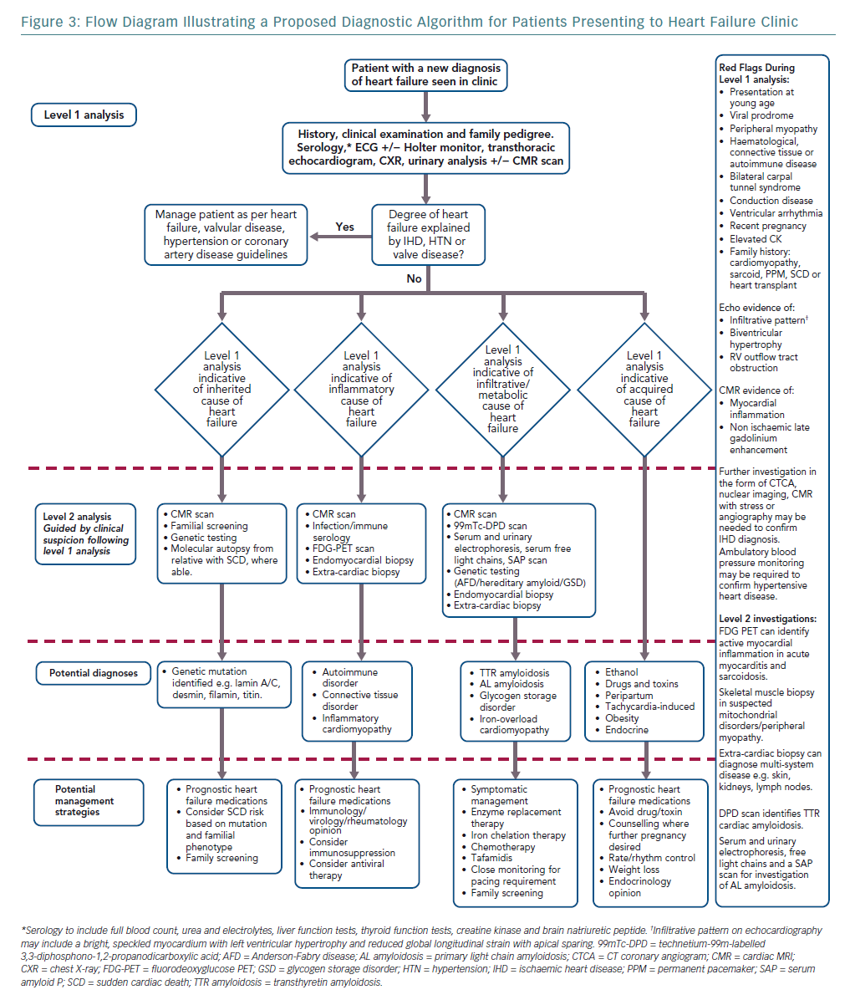 Figure 3: Flow Diagram Illustrating a Proposed Diagnostic Algorithm for Patients Presenting to Heart Failure Clinic
Patient with a new diagnosis
of heart failure seen in clinic
Level 1 analysis
History, clinical examination and family pedigree.
Serology,* ECG +/− Holter monitor, transthoracic
echocardiogram, CXR, urinary analysis +/− CMR scan
Manage patient as per heart
failure, valvular disease,
hypertension or coronary
artery disease guidelines
Yes
Degree of heart
failure explained
by IHD, HTN or
valve disease?
No
Level 1
analysis
indicative
of inherited
cause of
heart
failure
Level 1
analysis
indicative of
inflammatory
cause of
heart
failure
Level 1
analysis
indicative of
infiltrative/
metabolic
cause of
heart
failure
Level 1
analysis
indicative
of acquired
cause of
heart
failure
Level 2 analysis
Guided by clinical
suspicion following
level 1 analysis
• CMR scan
• Familial screening
• Genetic testing
• Molecular autopsy from
relative with SCD, where
able.
• CMR scan
• Infection/immune
serology
• FDG-PET scan
• Endomyocardial biopsy
• Extra-cardiac biopsy
• CMR scan
• 99mTc-DPD scan
• Serum and urinary
electrophoresis, serum free
light chains, SAP scan
• Genetic testing
(AFD/hereditary amyloid/GSD)
• Endomyocardial biopsy
• Extra-cardiac biopsy
Potential diagnoses
• Genetic mutation
identified e.g. lamin A/C,
desmin, filamin, titin.
• Autoimmune
disorder
• Connective tissue
disorder
• Inflammatory
cardiomyopathy
• TTR amyloidosis
• AL amyloidosis
• Glycogen storage
disorder
• Iron-overload
cardiomyopathy
• Ethanol
• Drugs and toxins
• Peripartum
• Tachycardia-induced
• Obesity
• Endocrine
Potential
management
strategies
• Prognostic heart
failure medications
• Consider SCD risk
based on mutation
and familial
phenotype
• Family screening
• Prognostic heart
failure medications
• Immunology/
virology/rheumatology
opinion
• Consider
immunosuppression
• Consider antiviral
therapy
• Symptomatic
management
• Enzyme replacement
therapy
• Iron chelation therapy
• Chemotherapy
• Tafamidis
• Close monitoring for
pacing requirement
• Family screening
• Prognostic heart
failure medications
• Avoid drug/toxin
• Counselling where
further pregnancy
desired
• Rate/rhythm control
• Weight loss
• Endocrinology
opinion
Red Flags During
Level 1 analysis:
• Presentation at
young age
• Viral prodrome
• Peripheral myopathy
• Haematological,
connective tissue or
autoimmune disease
• Bilateral carpal
tunnel syndrome
• Conduction disease
• Ventricular arrhythmia
• Recent pregnancy
• Elevated CK
• Family history:
cardiomyopathy,
sarcoid, PPM, SCD or
heart transplant
Echo evidence of:
• Infiltrative pattern†
• Biventricular
hypertrophy
• RV outflow tract
obstruction
CMR evidence of:
• Myocardial
inflammation
• Non ischaemic late
gadolinium
enhancement
Further investigation in
the form of CTCA,
nuclear imaging, CMR
with stress or
angiography may be
needed to confirm
IHD diagnosis.
Ambulatory blood
pressure monitoring
may be required to
confirm hypertensive
heart disease.
Level 2 investigations:
FDG PET can identify
active myocardial
inflammation in acute
myocarditis and
sarcoidosis.
Skeletal muscle biopsy
in suspected
mitochondrial
disorders/peripheral
myopathy.
Extra-cardiac biopsy can
diagnose multi-system
disease e.g. skin,
kidneys, lymph nodes.
DPD scan identifies TTR
cardiac amyloidosis.
Serum and urinary
electrophoresis, free
light chains and a SAP
scan for investigation
of AL amyloidosis.
*Serology to include full blood count, urea and electrolytes, liver function tests, thyroid function tests, creatine kinase and brain natriuretic peptide. †Infiltrative pattern on echocardiography
may include a bright, speckled myocardium with left ventricular hypertrophy and reduced global longitudinal strain with apical sparing. 99mTc-DPD = technetium-99m-labelled
3,3-diphosphono-1,2-propanodicarboxylic acid; AFD = Anderson-Fabry disease; AL amyloidosis = primary light chain amyloidosis; CTCA = CT coronary angiogram; CMR = cardiac MRI;
CXR = chest X-ray; FDG-PET = fluorodeoxyglucose PET; GSD = glycogen storage disorder; HTN = hypertension; IHD = ischaemic heart disease; PPM = permanent pacemaker; SAP = serum
amyloid P; SCD = sudden cardiac death; TTR amyloidosis = transthyretin amyloidosis.